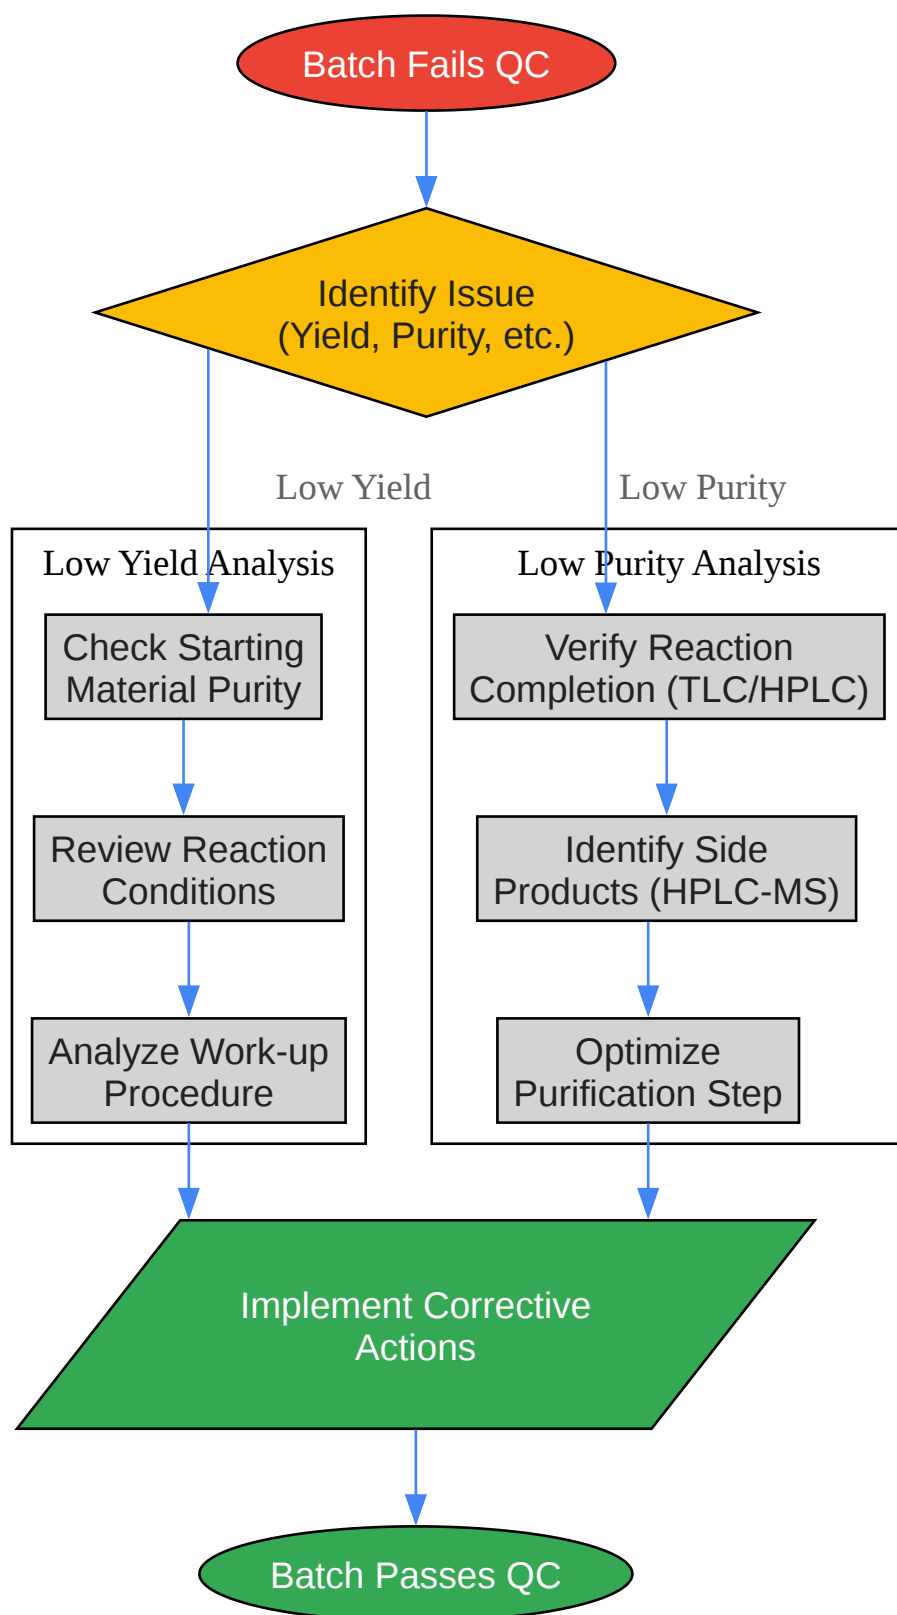 Batch Fails QC
Identify Issue
(Yield, Purity, etc.)
Low Yield
Low Purity
Low Yield Analysis
Check Starting
Material Purity
Review Reaction
Conditions
Analyze Work-up
Procedure
Low Purity Analysis
Verify Reaction
Completion (TLC/HPLC)
Identify Side
Products (HPLC-MS)
Optimize
Purification Step
Implement Corrective
Actions
Batch Passes QC